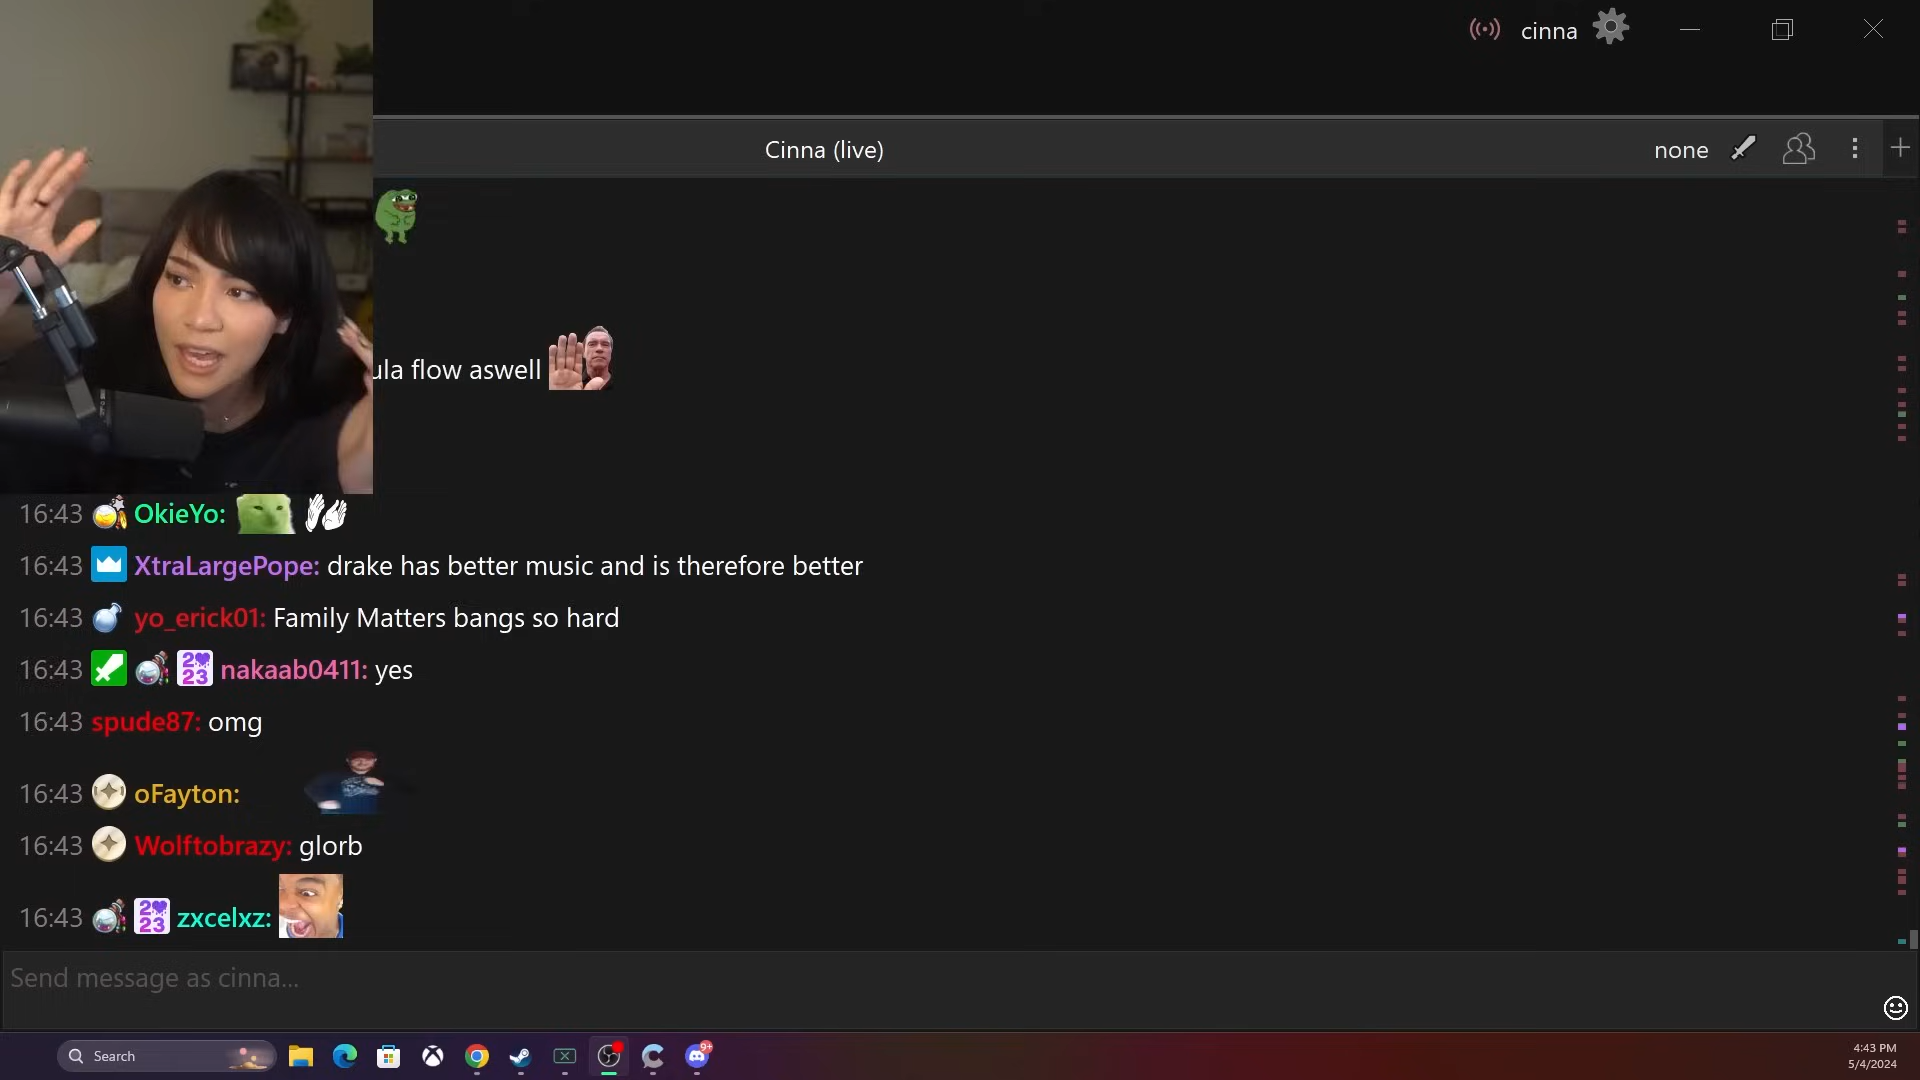 cinna
Cinna (live)
none
ula flow aswell
16:43 OkieYo:
16:43 XtraLargePope: drake has better music and is therefore better
16:43 yo_erick01: Family Matters bangs so hard
16:43 2023 nakaab0411: yes
16:43 spude87: omg
16:43 oFayton:
16:43 Wolftobrazy: glorb
16:43 2023 zxcelxz:
Send message as cinna...
Search
9+
4:43 PM
5/4/2024